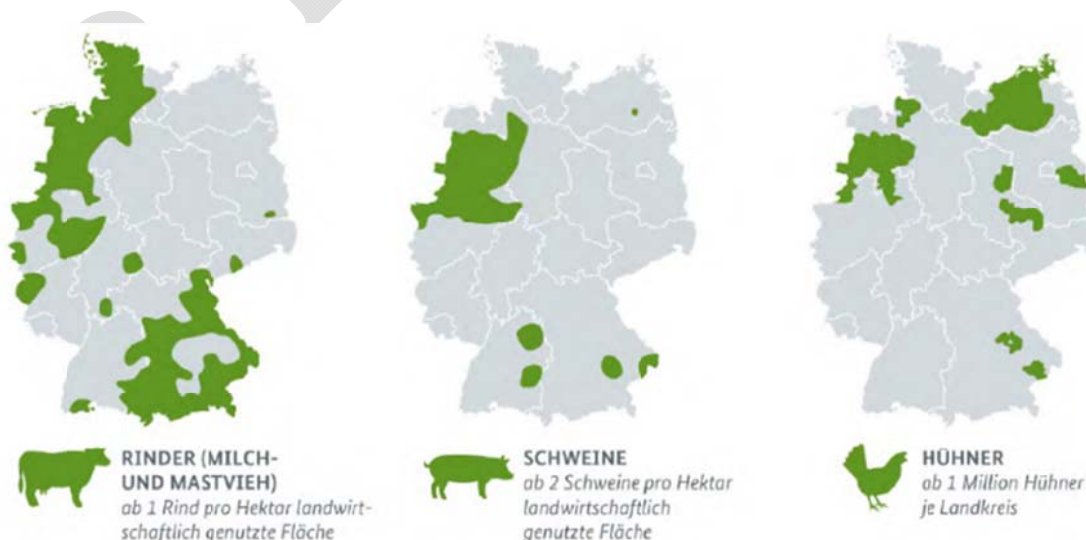 RINDER (MILCH-
UND MASTVIEH)
ab 1 Rind pro Hektar landwirt-
schaftlich genutzte Fläche
SCHWEINE
ab 2 Schweine pro Hektar
landwirtschaftlich
genutzte Fläche
HÜHNER
ab 1 Million Hühner
je Landkreis